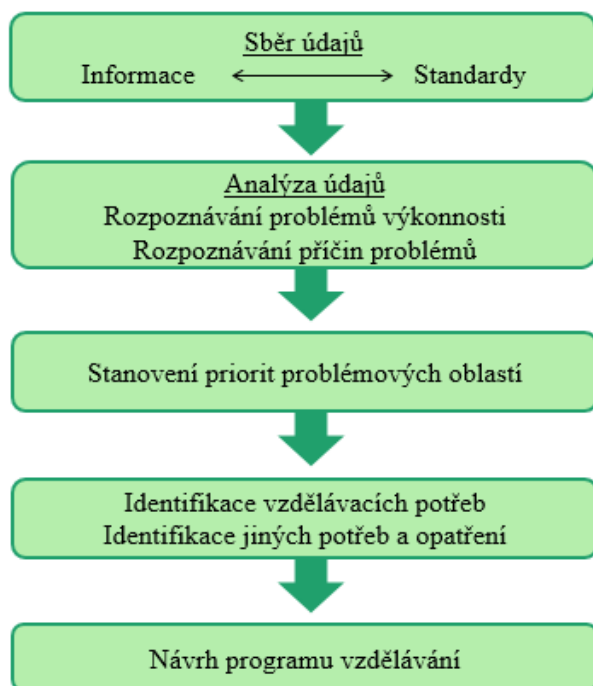 Sběr údajů
Informace Standardy
Analýza údajů
Rozpoznávání problémů výkonnosti
Rozpoznávání příčin problémů
Stanovení priorit problémových oblastí
Identifikace vzdělávacích potřeb
Identifikace jiných potřeb a opatření
Návrh programu vzdělávání